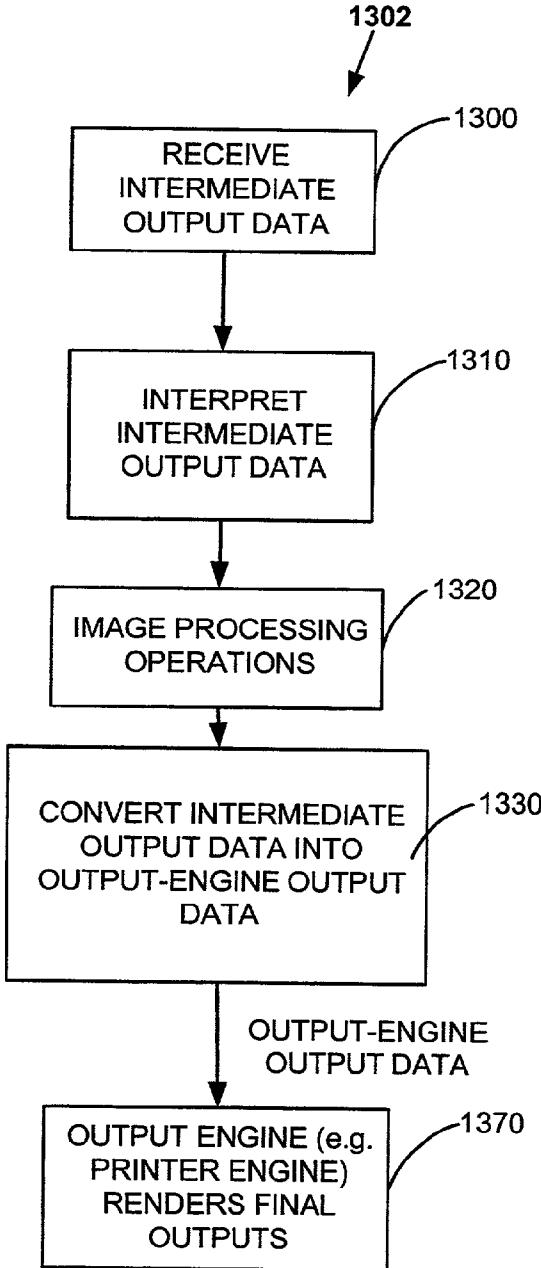 1302
1300
RECEIVE
INTERMEDIATE
OUTPUT DATA
1310
INTERPRET
INTERMEDIATE
OUTPUT DATA
1320
IMAGE PROCESSING
OPERATIONS
1330
CONVERT INTERMEDIATE
OUTPUT DATA INTO
OUTPUT-ENGINE OUTPUT
DATA
OUTPUT-ENGINE
OUTPUT DATA
1370
OUTPUT ENGINE (e.g.
PRINTER ENGINE)
RENDERS FINAL
OUTPUTS